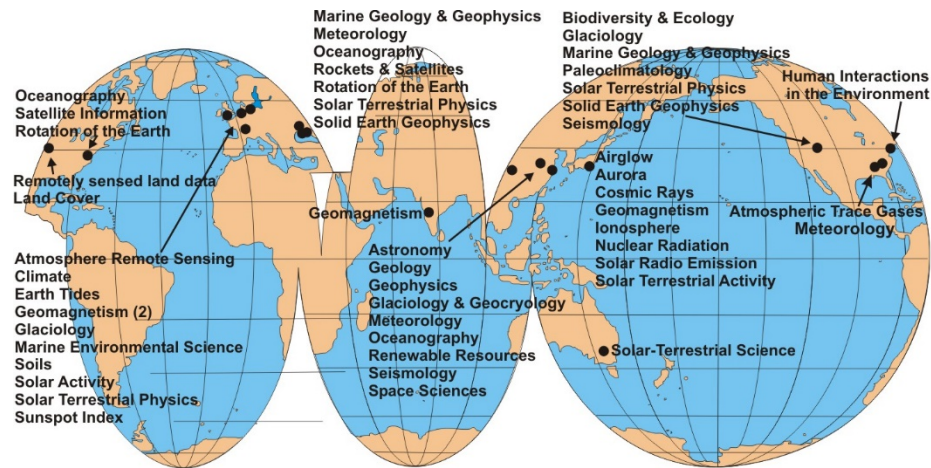 Oceanography
Satellite Information
Rotation of the Earth
Remotely sensed land data
Land Cover
Atmosphere Remote Sensing
Climate
Earth Tides
Geomagnetism (2)
Glaciology
Marine Environmental Science
Soils
Solar Activity
Solar Terrestrial Physics
Sunspot Index
Marine Geology & Geophysics
Meteorology
Oceanography
Rockets & Satellites
Rotation of the Earth
Solar Terrestrial Physics
Solid Earth Geophysics
Geomagnetism
Astronomy
Geology
Geophysics
Glaciology & Geocryology
Meteorology
Oceanography
Renewable Resources
Seismology
Space Sciences
Biodiversity & Ecology
Glaciology
Marine Geology & Geophysics
Paleoclimatology
Solar Terrestrial Physics
Solid Earth Geophysics
Seismology
Human Interactions
in the Environment
Airglow
Aurora
Cosmic Rays
Geomagnetism
Ionosphere
Nuclear Radiation
Solar Radio Emission
Solar Terrestrial Activity
Atmospheric Trace Gases
Meteorology
Solar-Terrestrial Science